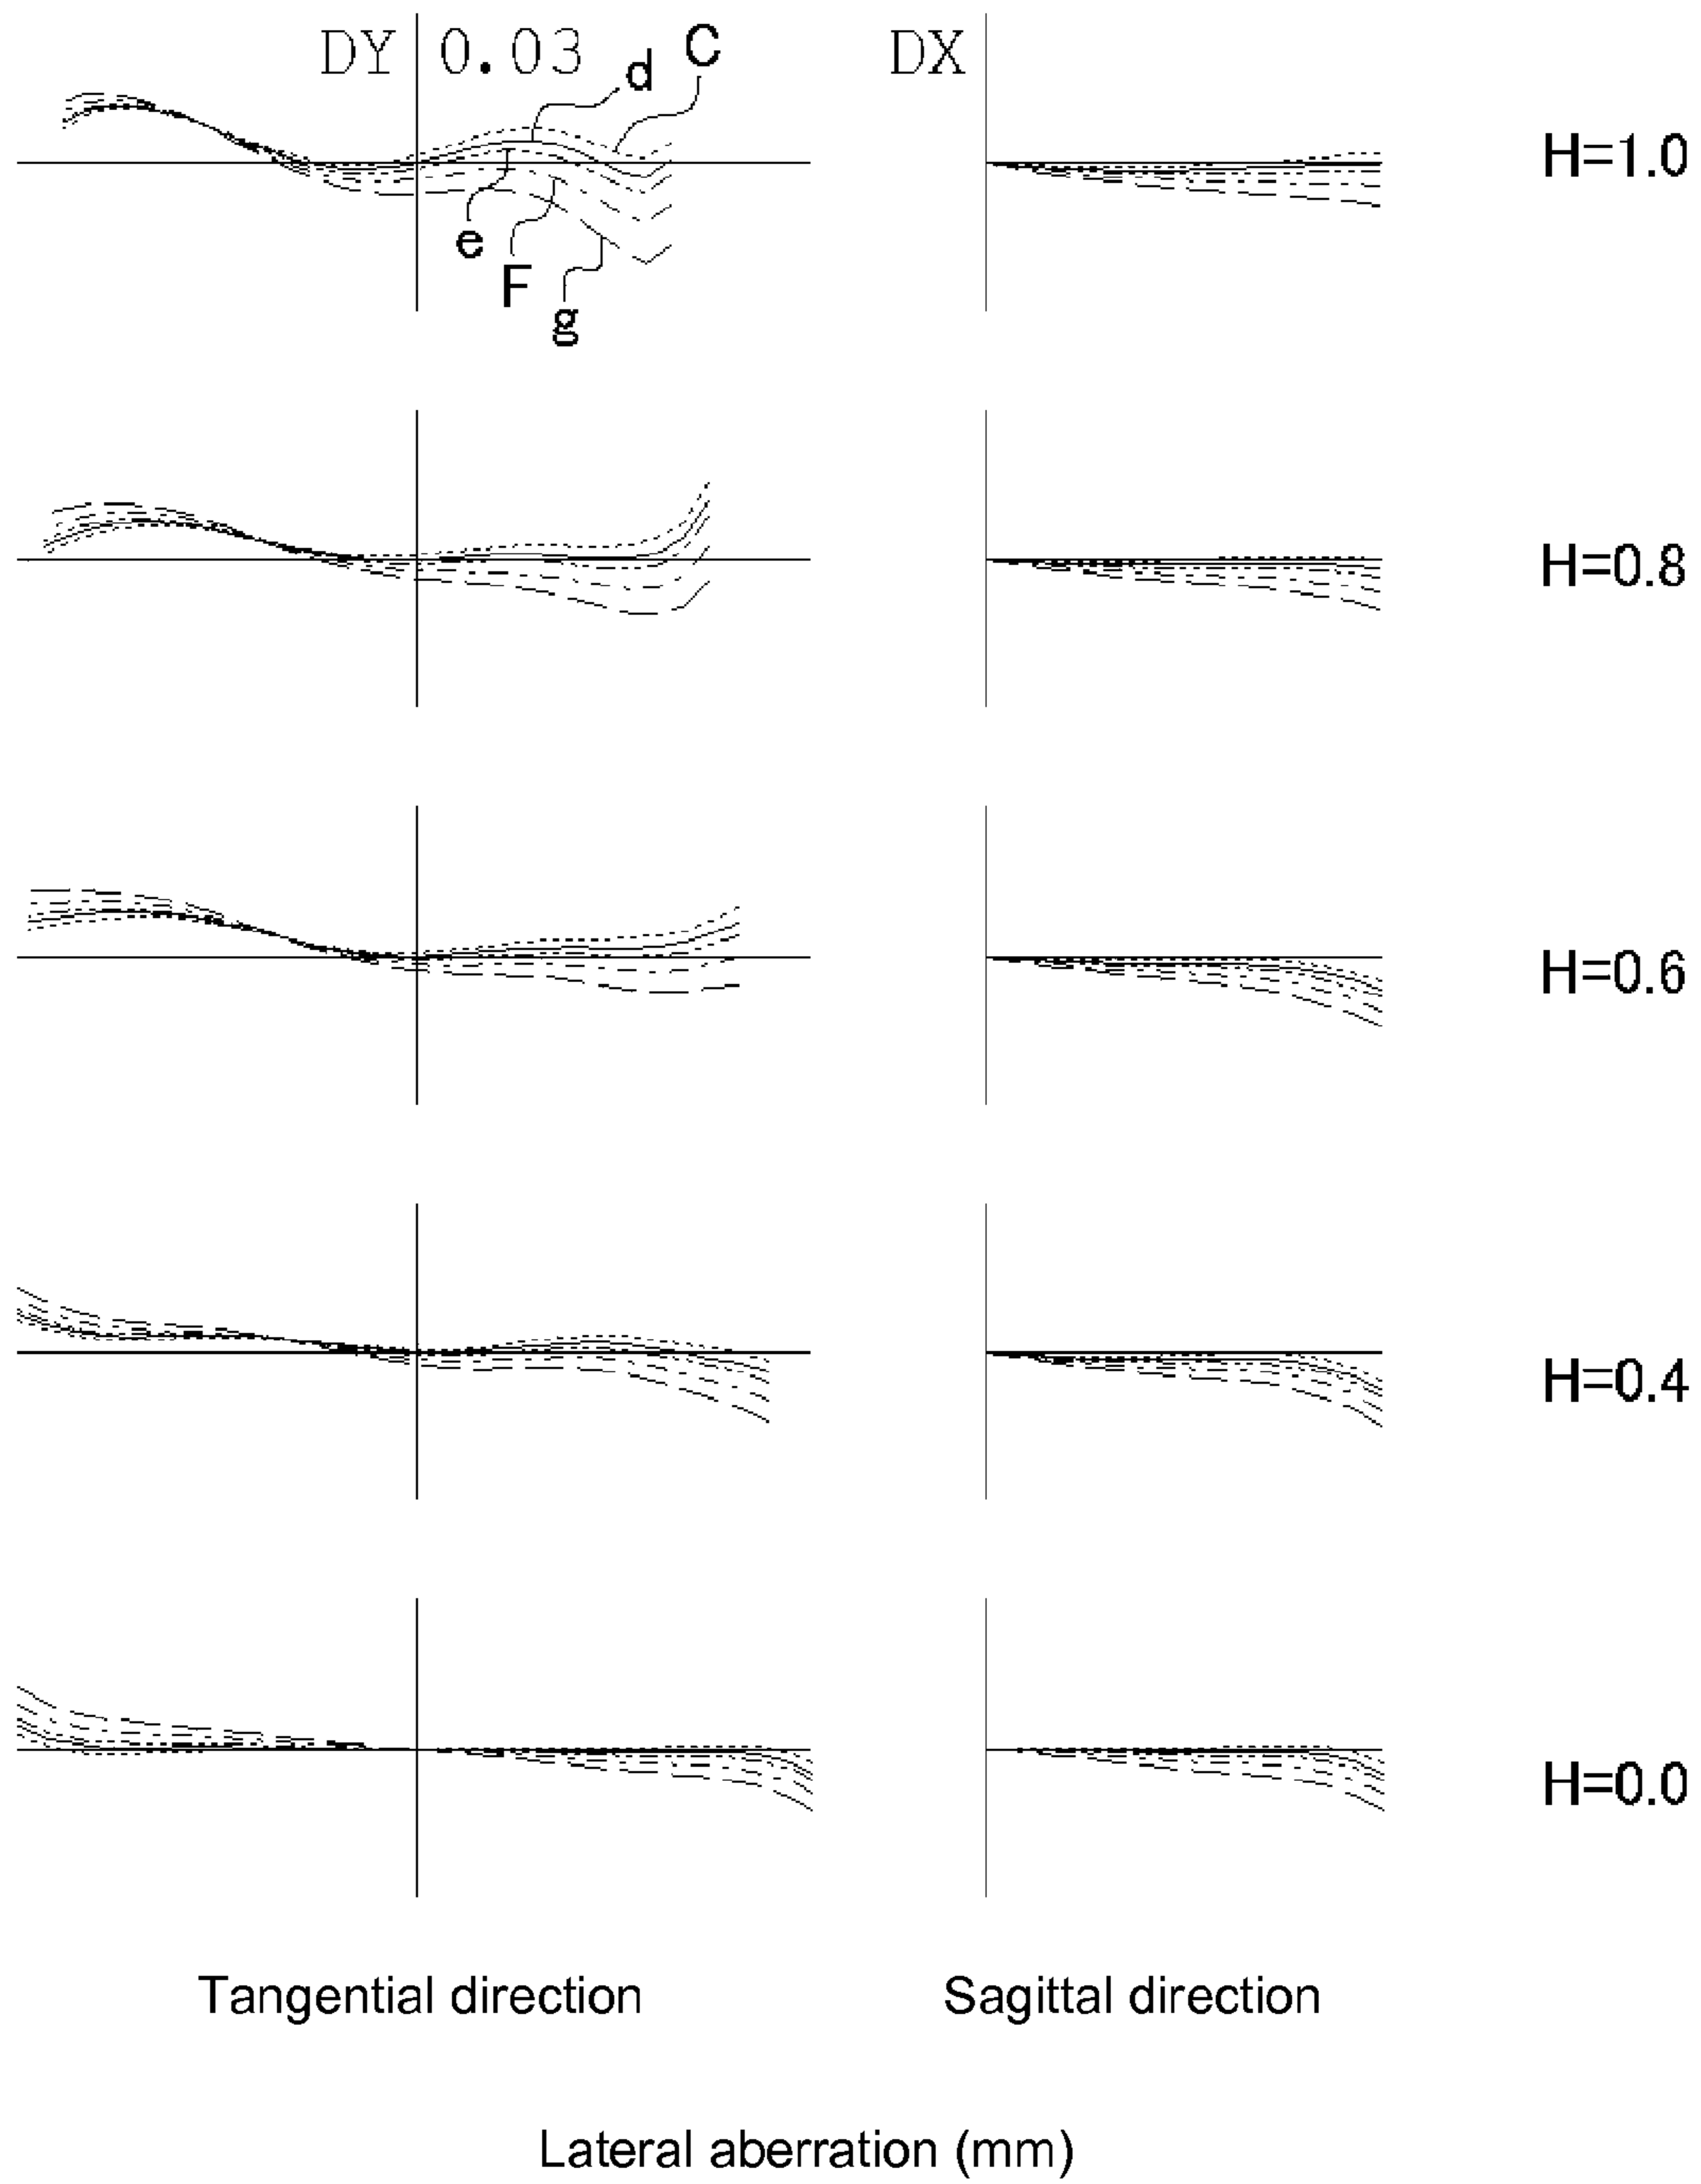 DY 0.03 d C DX
H=1.0
e
F
g
H=0.8
H=0.6
H=0.4
H=0.0
Tangential direction Sagittal direction
Lateral aberration (mm)